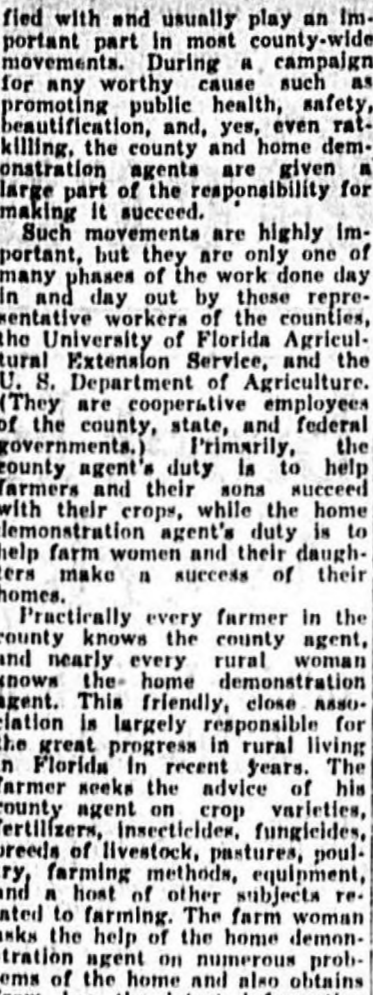 fied with and usually play an im-
portant part in most county-wide
movements. During a campaign
for any worthy cause such as
promoting public health, safety,
beautification, and, yes, even rat-
killing, the county and home dem-
onstration agents are given a
large part of the responsibility for
making it succeed.
Such movements are highly im-
portant, but they are only one of
many phases of the work done day
in and day out by these repre-
sentative workers of the counties,
the University of Florida Agricul-
tural Extension Service, and the
U. S. Department of Agriculture.
(They are cooperative employees
of the county, state, and federal
governments.) Primarily, the
county agent's duty is to help
farmers and their sons succeed
with their crops, while the home
demonstration agent's duty is to
help farm women and their daugh-
ters make a success of their
homes.
Practically every farmer in the
county knows the county agent,
and nearly every rural woman
knows the home demonstration
agent. This friendly, close asso-
ciation is largely responsible for
the great progress in rural living
in Florida in recent years. The
farmer seeks the advice of his
county agent on crop varieties,
fertilizers, insecticides, fungicides,
breeds of livestock, pastures, poul-
try, farming methods, equipment,
and a host of other subjects re-
lated to farming. The farm woman
asks the help of the home demon-
stration agent on numerous prob-
lems of the home and also obtains